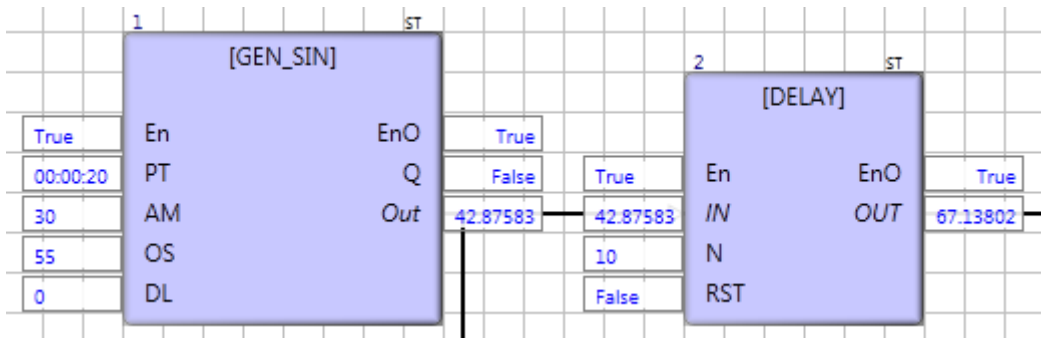 1 ST
[GEN_SIN]
2 ST
[DELAY]
True En EnO True
00:00:20 PT Q False True En EnO True
30 AM Out 42.87583 42.87583 IN OUT 67.13802
55 OS 10 N
0 DL False RST